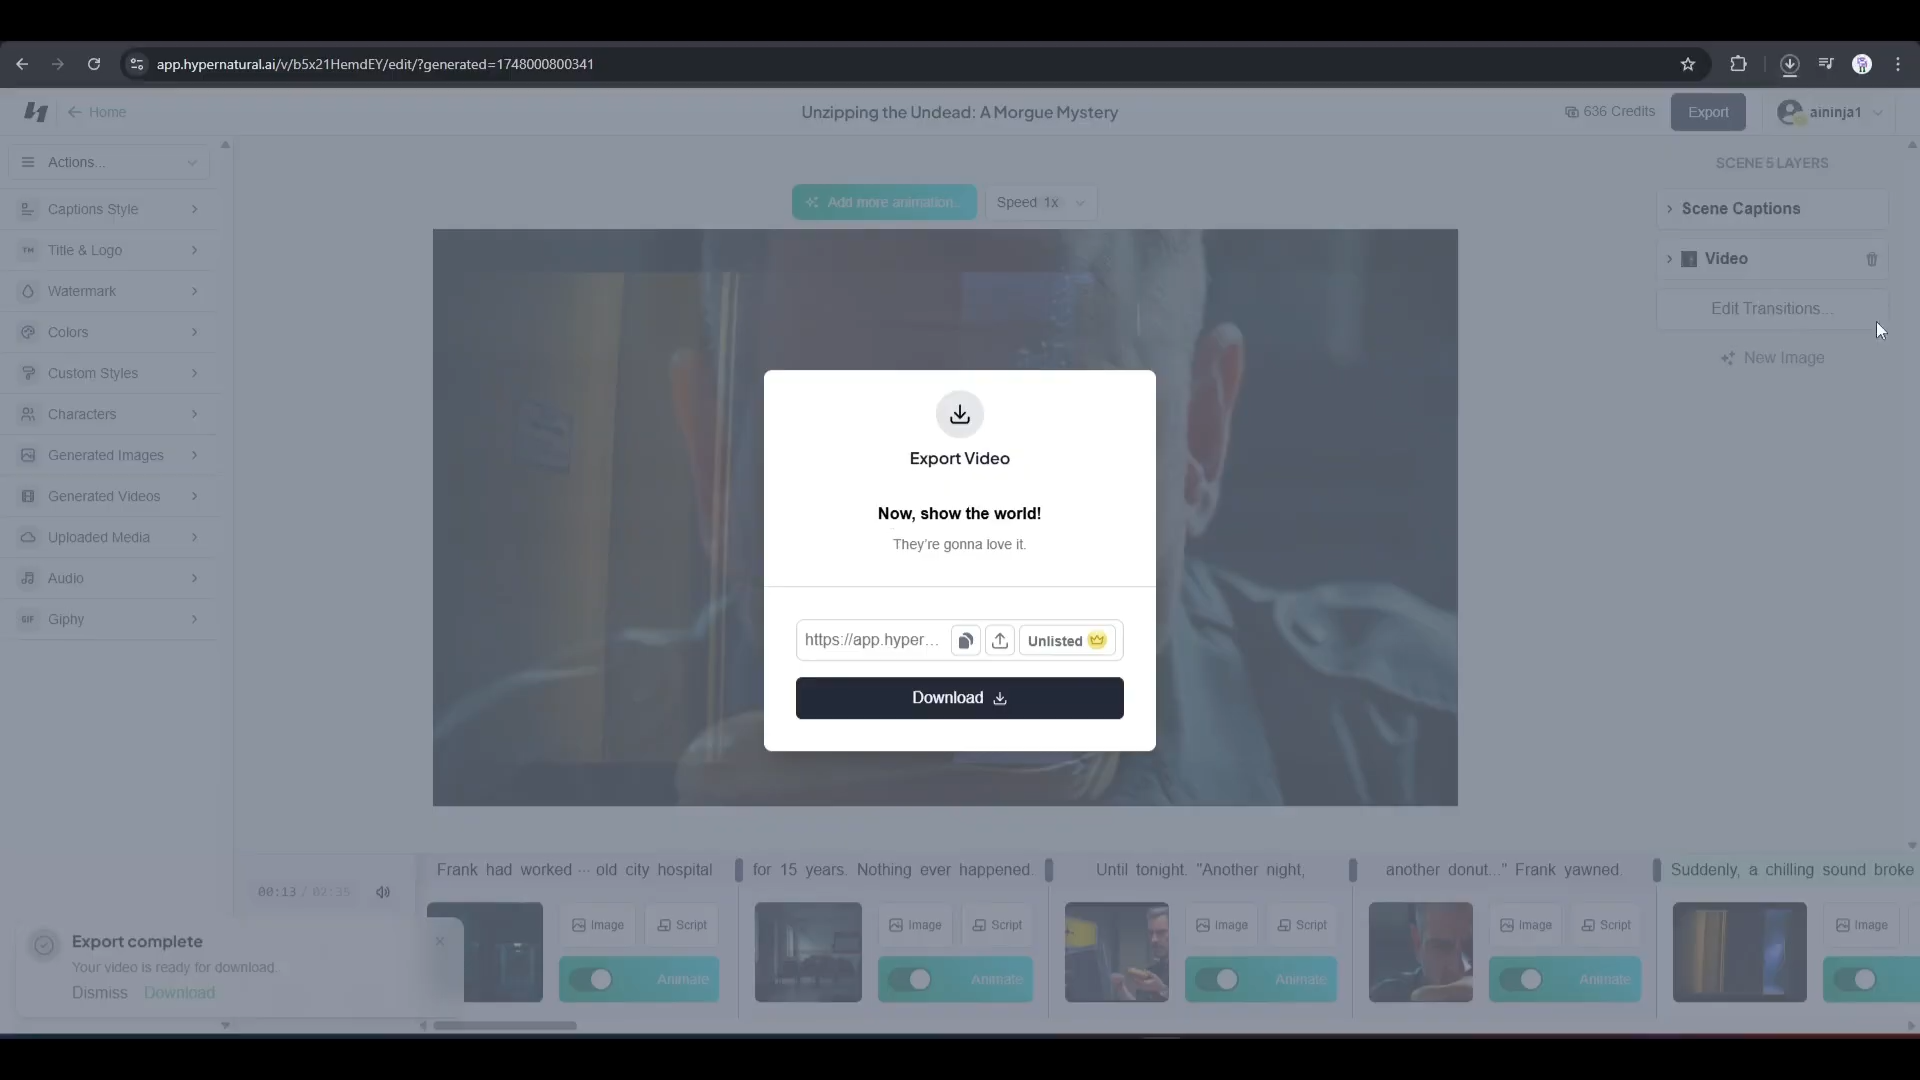 app.hypernatural.ai/v/b5x21HemdEY/edit/?generated=1748000800341
Home
Unzipping the Undead: A Morgue Mystery
636 Credits
Export
aininja1
Actions...
Captions Style
TM Title & Logo
Watermark
Colors
Custom Styles
Characters
Generated Images
Generated Videos
Uploaded Media
Audio
GIF Giphy
Add more animation...
Speed 1x
SCENE 5 LAYERS
Scene Captions
Video
Edit Transitions...
New Image
Export Video
Now, show the world!
They're gonna love it.
https://app.hyper...
Unlisted
Download
00:13 / 02:35
Frank had worked ··· old city hospital
for 15 years. Nothing ever happened.
Until tonight. "Another night,
another donut..." Frank yawned.
Suddenly, a chilling sound broke
Image Script
Animate
Image Script
Animate
Image Script
Animate
Image Script
Animate
Image
Export complete
Your video is ready for download.
Dismiss Download